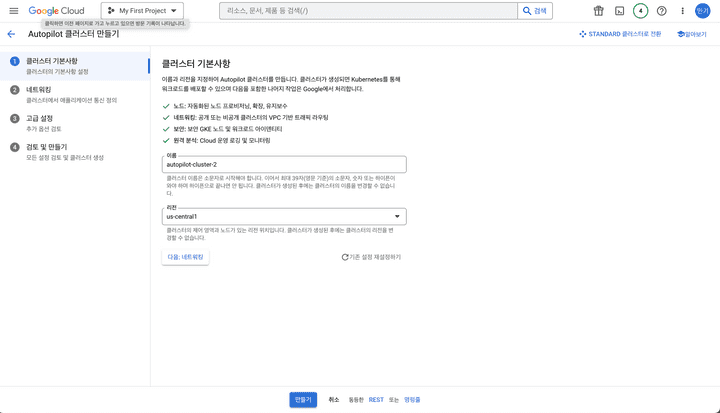 Google Cloud
My First Project
리소스, 문서, 제품 등 검색(/)
검색
4
민기
클릭하면 이전 페이지로 가고 누르고 있으면 방문 기록이 나타납니다.
Autopilot 클러스터 만들기
STANDARD 클러스터로 전환
알아보기
1 클러스터 기본사항
클러스터의 기본사항 설정
2 네트워킹
클러스터에서 애플리케이션 통신 정의
3 고급 설정
추가 옵션 검토
4 검토 및 만들기
모든 설정 검토 및 클러스터 생성
클러스터 기본사항
이름과 리전을 지정하여 Autopilot 클러스터를 만듭니다. 클러스터가 생성되면 Kubernetes를 통해
워크로드를 배포할 수 있으며 다음을 포함한 나머지 작업은 Google에서 처리합니다.
노드: 자동화된 노드 프로비저닝, 확장, 유지보수
네트워킹: 공개 또는 비공개 클러스터의 VPC 기반 트래픽 라우팅
보안: 보안 GKE 노드 및 워크로드 아이덴티티
원격 분석: Cloud 운영 로깅 및 모니터링
이름
autopilot-cluster-2
클러스터 이름은 소문자로 시작해야 합니다. 이어서 최대 39자(영문 기준)의 소문자, 숫자 또는 하이픈이
와야 하며 하이픈으로 끝나면 안 됩니다. 클러스터가 생성된 후에는 클러스터의 이름을 변경할 수 없습니
다.
리전
us-central1
클러스터의 제어 영역과 노드가 있는 리전 위치입니다. 클러스터가 생성된 후에는 클러스터의 리전을 변
경할 수 없습니다.
다음: 네트워킹
기존 설정 재설정하기
만들기
취소
동등한 REST 또는 명령줄